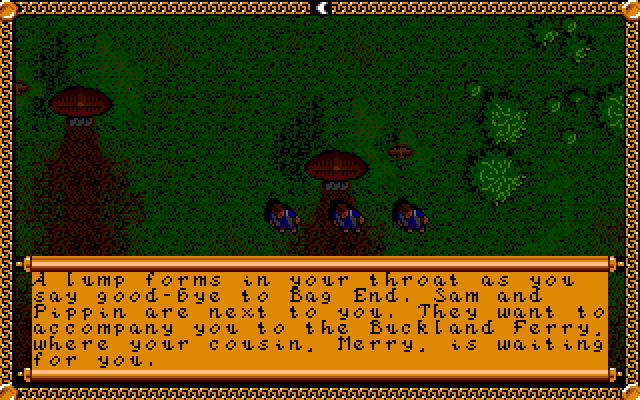 A lump forms in your throat as you
say good-bye to Bag End. Sam and
Pippin are next to you. They want to
accompany you to the Buckland Ferry,
where your cousin, Merry, is waiting
for you.